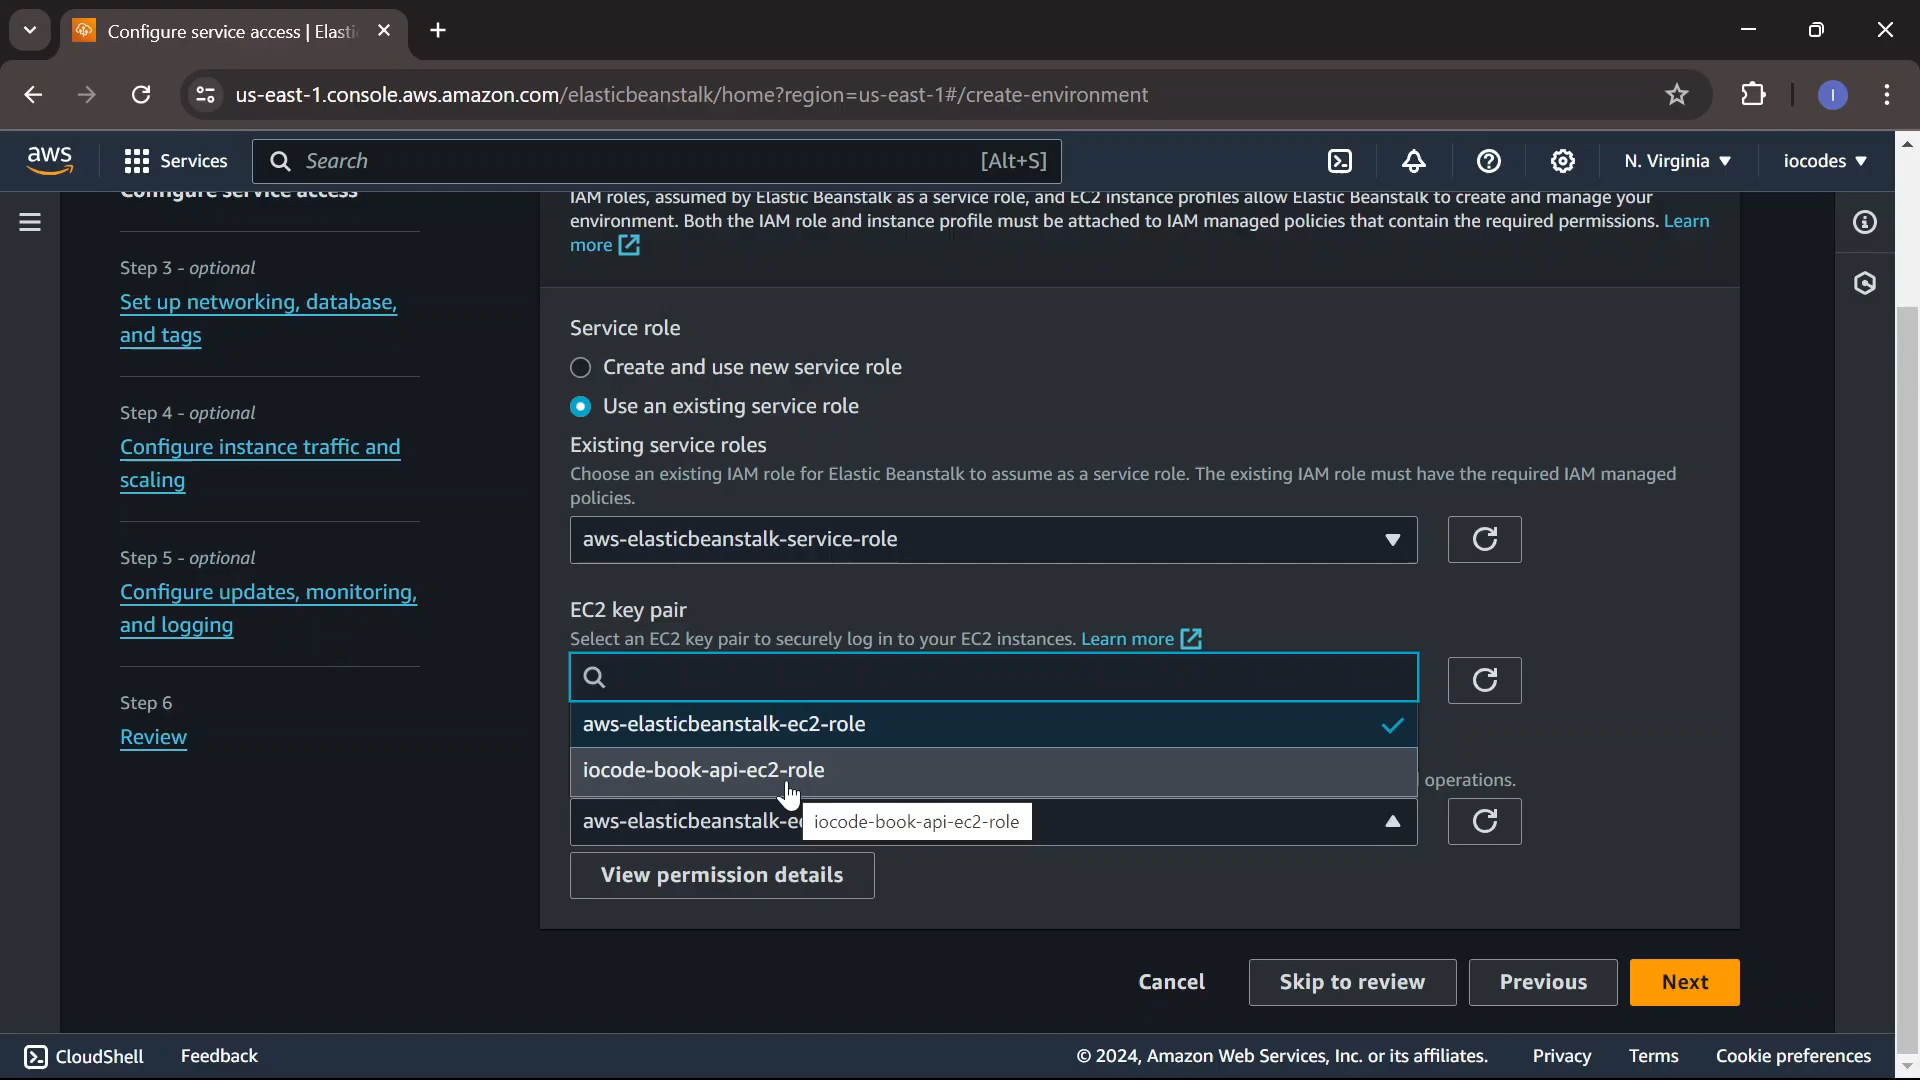 Configure service access | Elasti
us-east-1.console.aws.amazon.com/elasticbeanstalk/home?region=us-east-1#/create-environment
aws
Services
Search
[Alt+S]
N. Virginia
iocodes
Configure service access
Step 3 - optional
Set up networking, database,
and tags
Step 4 - optional
Configure instance traffic and
scaling
Step 5 - optional
Configure updates, monitoring,
and logging
Step 6
Review
IAM roles, assumed by Elastic Beanstalk as a service role, and EC2 instance profiles allow Elastic Beanstalk to create and manage your
environment. Both the IAM role and instance profile must be attached to IAM managed policies that contain the required permissions. Learn
more
Service role
Create and use new service role
Use an existing service role
Existing service roles
Choose an existing IAM role for Elastic Beanstalk to assume as a service role. The existing IAM role must have the required IAM managed
policies.
aws-elasticbeanstalk-service-role
EC2 key pair
Select an EC2 key pair to securely log in to your EC2 instances. Learn more
aws-elasticbeanstalk-ec2-role
iocode-book-api-ec2-role
operations.
aws-elasticbeanstalk-e
iocode-book-api-ec2-role
View permission details
Cancel
Skip to review
Previous
Next
CloudShell
Feedback
© 2024, Amazon Web Services, Inc. or its affiliates.
Privacy
Terms
Cookie preferences
I